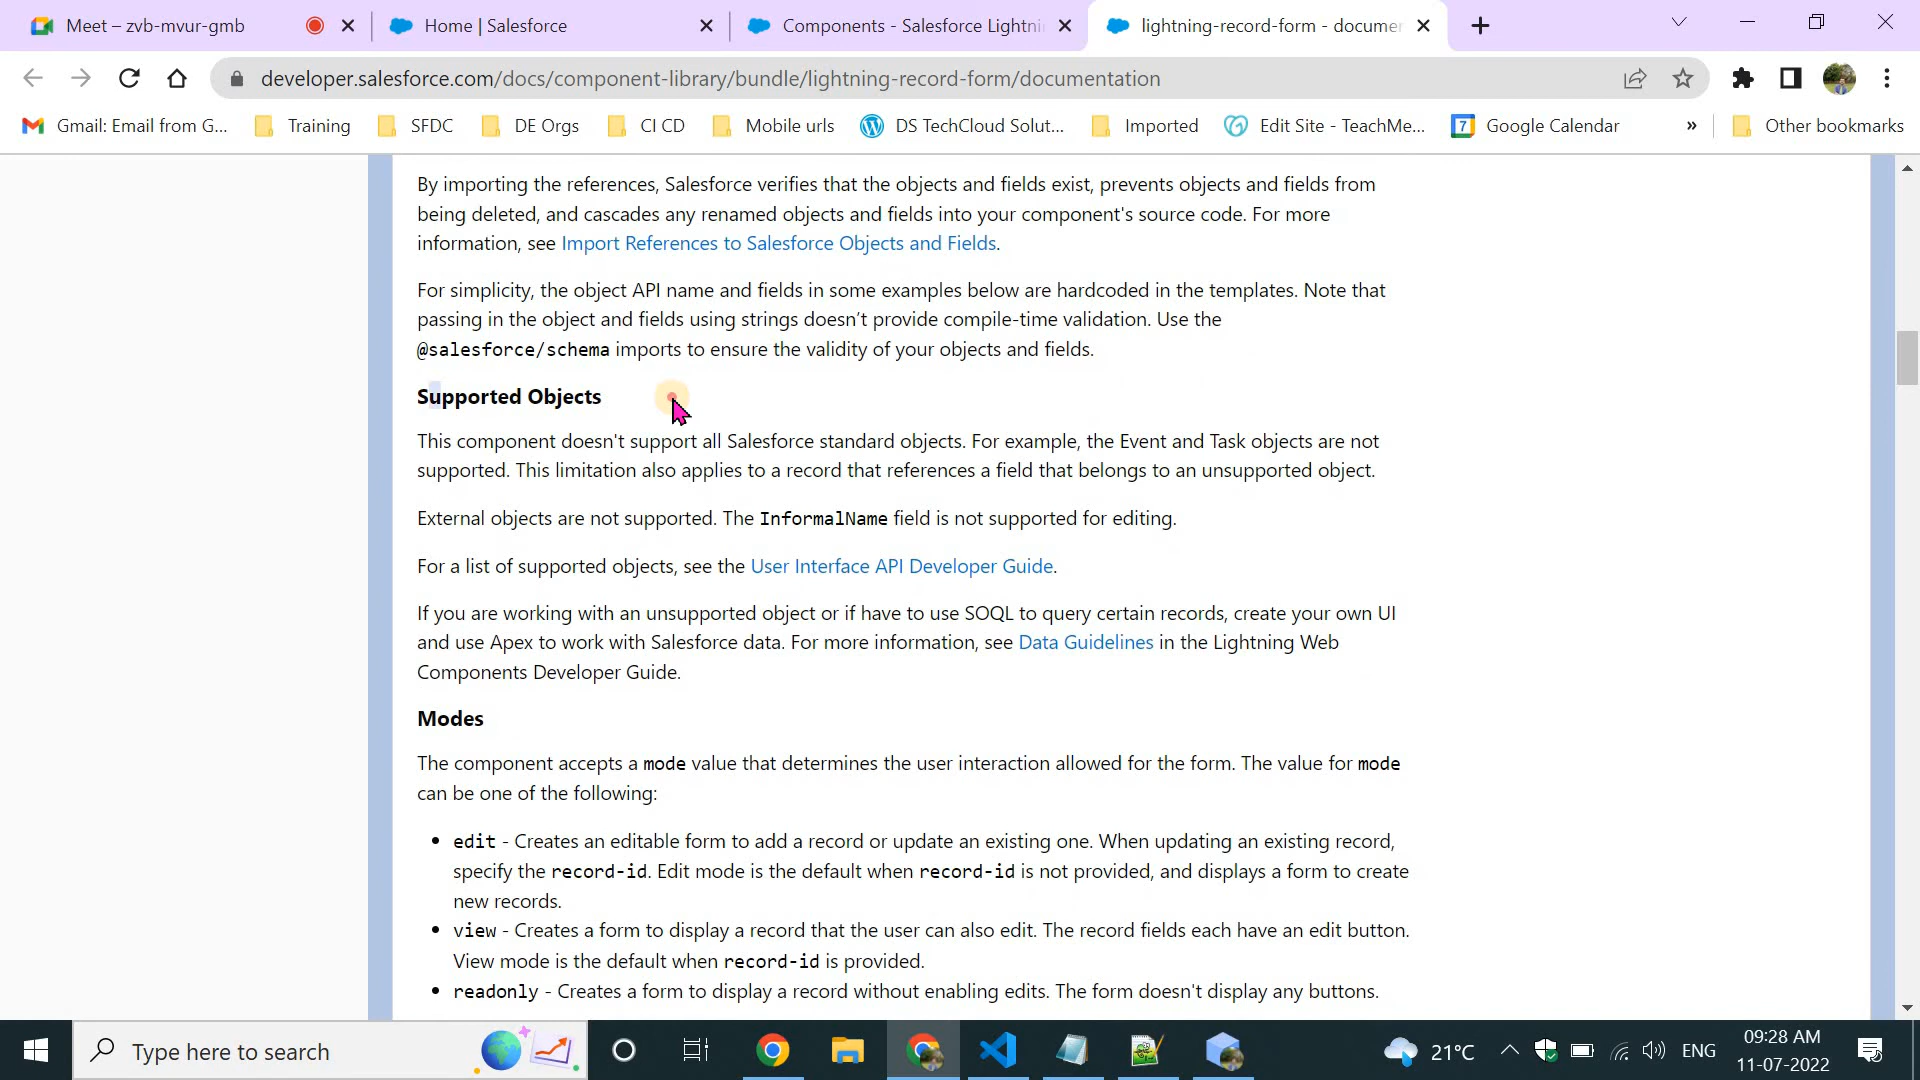 Meet – zvb-mvur-gmb
Home | Salesforce
Components - Salesforce Lightni
lightning-record-form - documen
developer.salesforce.com/docs/component-library/bundle/lightning-record-form/documentation
Gmail: Email from G...
Training
SFDC
DE Orgs
CI CD
Mobile urls
DS TechCloud Solut...
Imported
Edit Site - TeachMe...
7
Google Calendar
»
Other bookmarks
By importing the references, Salesforce verifies that the objects and fields exist, prevents objects and fields from
being deleted, and cascades any renamed objects and fields into your component's source code. For more
information, see Import References to Salesforce Objects and Fields.
For simplicity, the object API name and fields in some examples below are hardcoded in the templates. Note that
passing in the object and fields using strings doesn’t provide compile-time validation. Use the
@salesforce/schema imports to ensure the validity of your objects and fields.
Supported Objects
This component doesn't support all Salesforce standard objects. For example, the Event and Task objects are not
supported. This limitation also applies to a record that references a field that belongs to an unsupported object.
External objects are not supported. The InformalName field is not supported for editing.
For a list of supported objects, see the User Interface API Developer Guide.
If you are working with an unsupported object or if have to use SOQL to query certain records, create your own UI
and use Apex to work with Salesforce data. For more information, see Data Guidelines in the Lightning Web
Components Developer Guide.
Modes
The component accepts a mode value that determines the user interaction allowed for the form. The value for mode
can be one of the following:
• edit - Creates an editable form to add a record or update an existing one. When updating an existing record,
specify the record-id. Edit mode is the default when record-id is not provided, and displays a form to create
new records.
• view - Creates a form to display a record that the user can also edit. The record fields each have an edit button.
View mode is the default when record-id is provided.
• readonly - Creates a form to display a record without enabling edits. The form doesn't display any buttons.
Type here to search
21°C
ENG
09:28 AM
11-07-2022